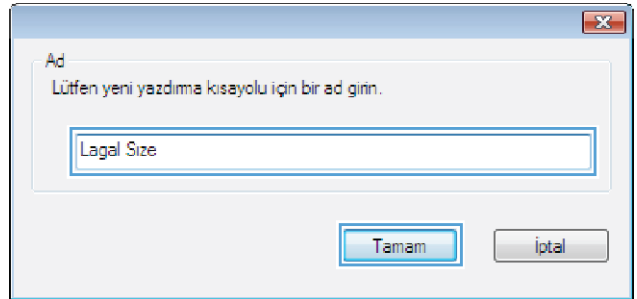 Ad
Lütfen yeni yazdırma kısayolu için bir ad girin.
Lagal Size
Tamam
İptal